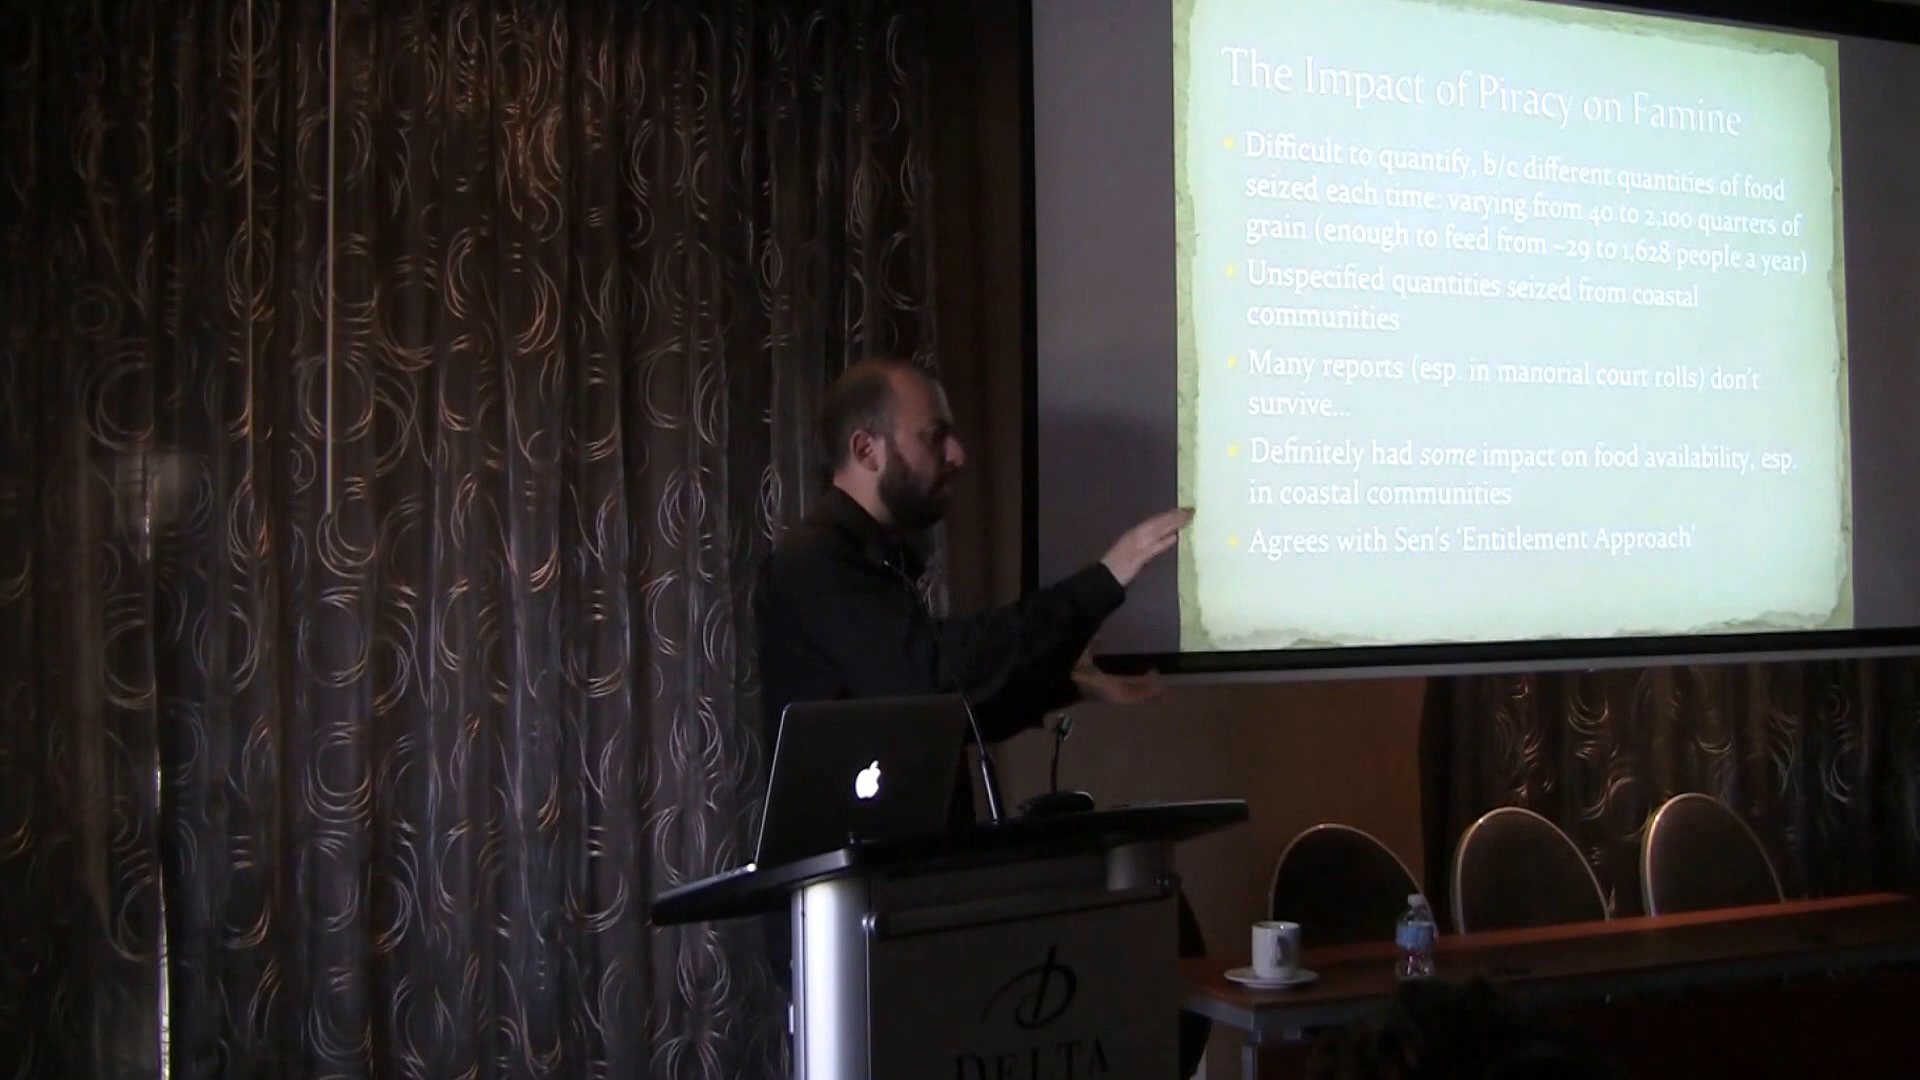 The Impact of Piracy on Famine
Difficult to quantify, b/c different quantities of food
seized each time: varying from 40 to 2,100 quarters of
grain (enough to feed from ~29 to 1,628 people a year)
Unspecified quantities seized from coastal
communities
Many reports (esp. in manorial court rolls) don't
survive...
Definitely had some impact on food availability, esp.
in coastal communities
Agrees with Sen's 'Entitlement Approach'
DELTA